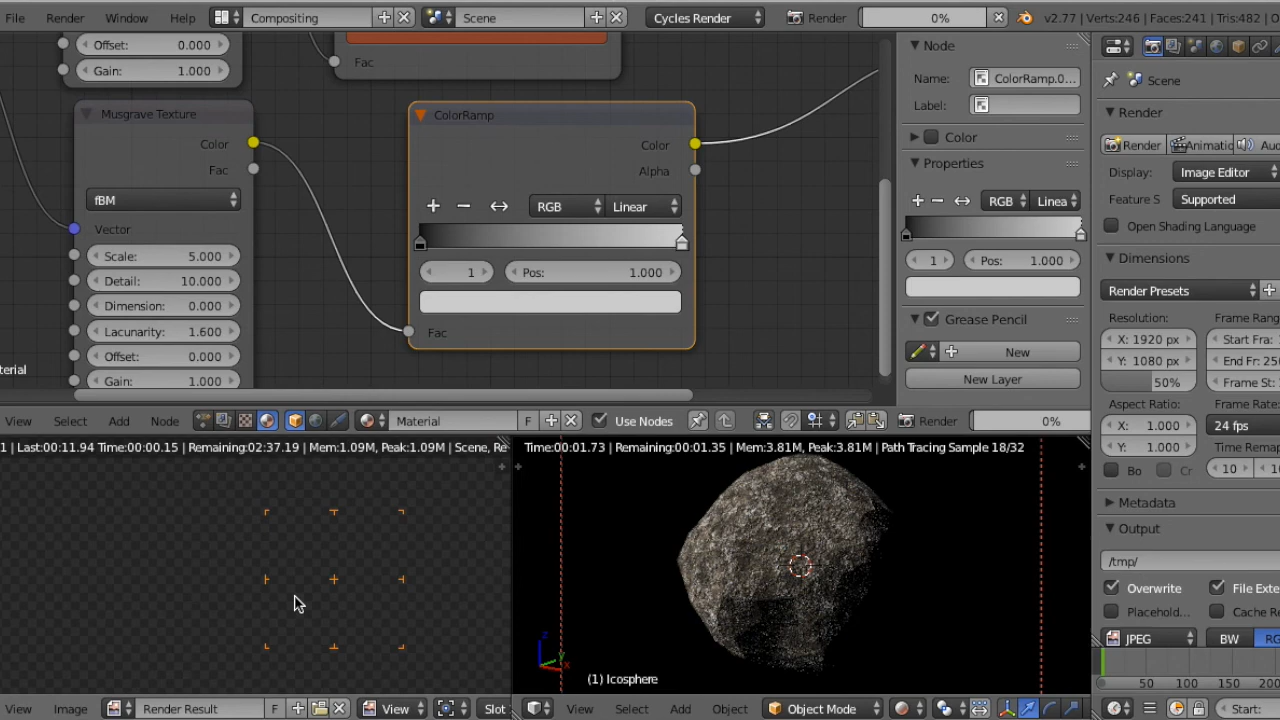 File Render Window Help Compositing Scene Cycles Render Render 0% v2.77 | Verts:246 | Faces:241 | Tris:482 |
Offset: 0.000
Gain: 1.000
Fac
Musgrave Texture
Color
Fac
fBM
Vector
Scale: 5.000
Detail: 10.000
Dimension: 0.000
Lacunarity: 1.600
Offset: 0.000
Gain: 1.000
ColorRamp
Color
Alpha
RGB Linear
1 Pos: 1.000
Fac
Node
Name: ColorRamp.0...
Label:
Color
Properties
RGB Linea
1 Pos: 1.000
Grease Pencil
New
New Layer
Scene
Render
Render Animatic Au
Display: Image Editor
Feature S Supported
Open Shading Language
Dimensions
Render Presets
Resolution: Frame Rang
X: 1920 px Start Fra:
Y: 1080 px End Fr: 25
50% Frame St:
Aspect Ratio: Frame Rate:
X: 1.000 24 fps
Y: 1.000 Time Remap
Bo Cr 10
Metadata
Output
/tmp/
Overwrite File Exte
Placehold... Cache R
JPEG BW RG
50 100 150 200
Start:
terial
View Select Add Node Material F Use Nodes Render 0%
1 | Last:00:11.94 Time:00:00.15 | Remaining:02:37.19 | Mem:1.09M, Peak:1.09M | Scene, Re
Time:00:01.73 | Remaining:00:01.35 | Mem:3.81M, Peak:3.81M | Path Tracing Sample 18/32
z
y
x
(1) Icosphere
View Image Render Result F View Slot
View Select Add Object Object Mode